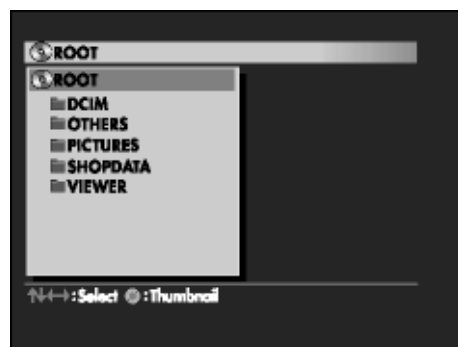 ROOT
ROOT
DCIM
OTHERS
PICTURES
SHOPDATA
VIEWER
↑↓←→:Select :Thumbnail